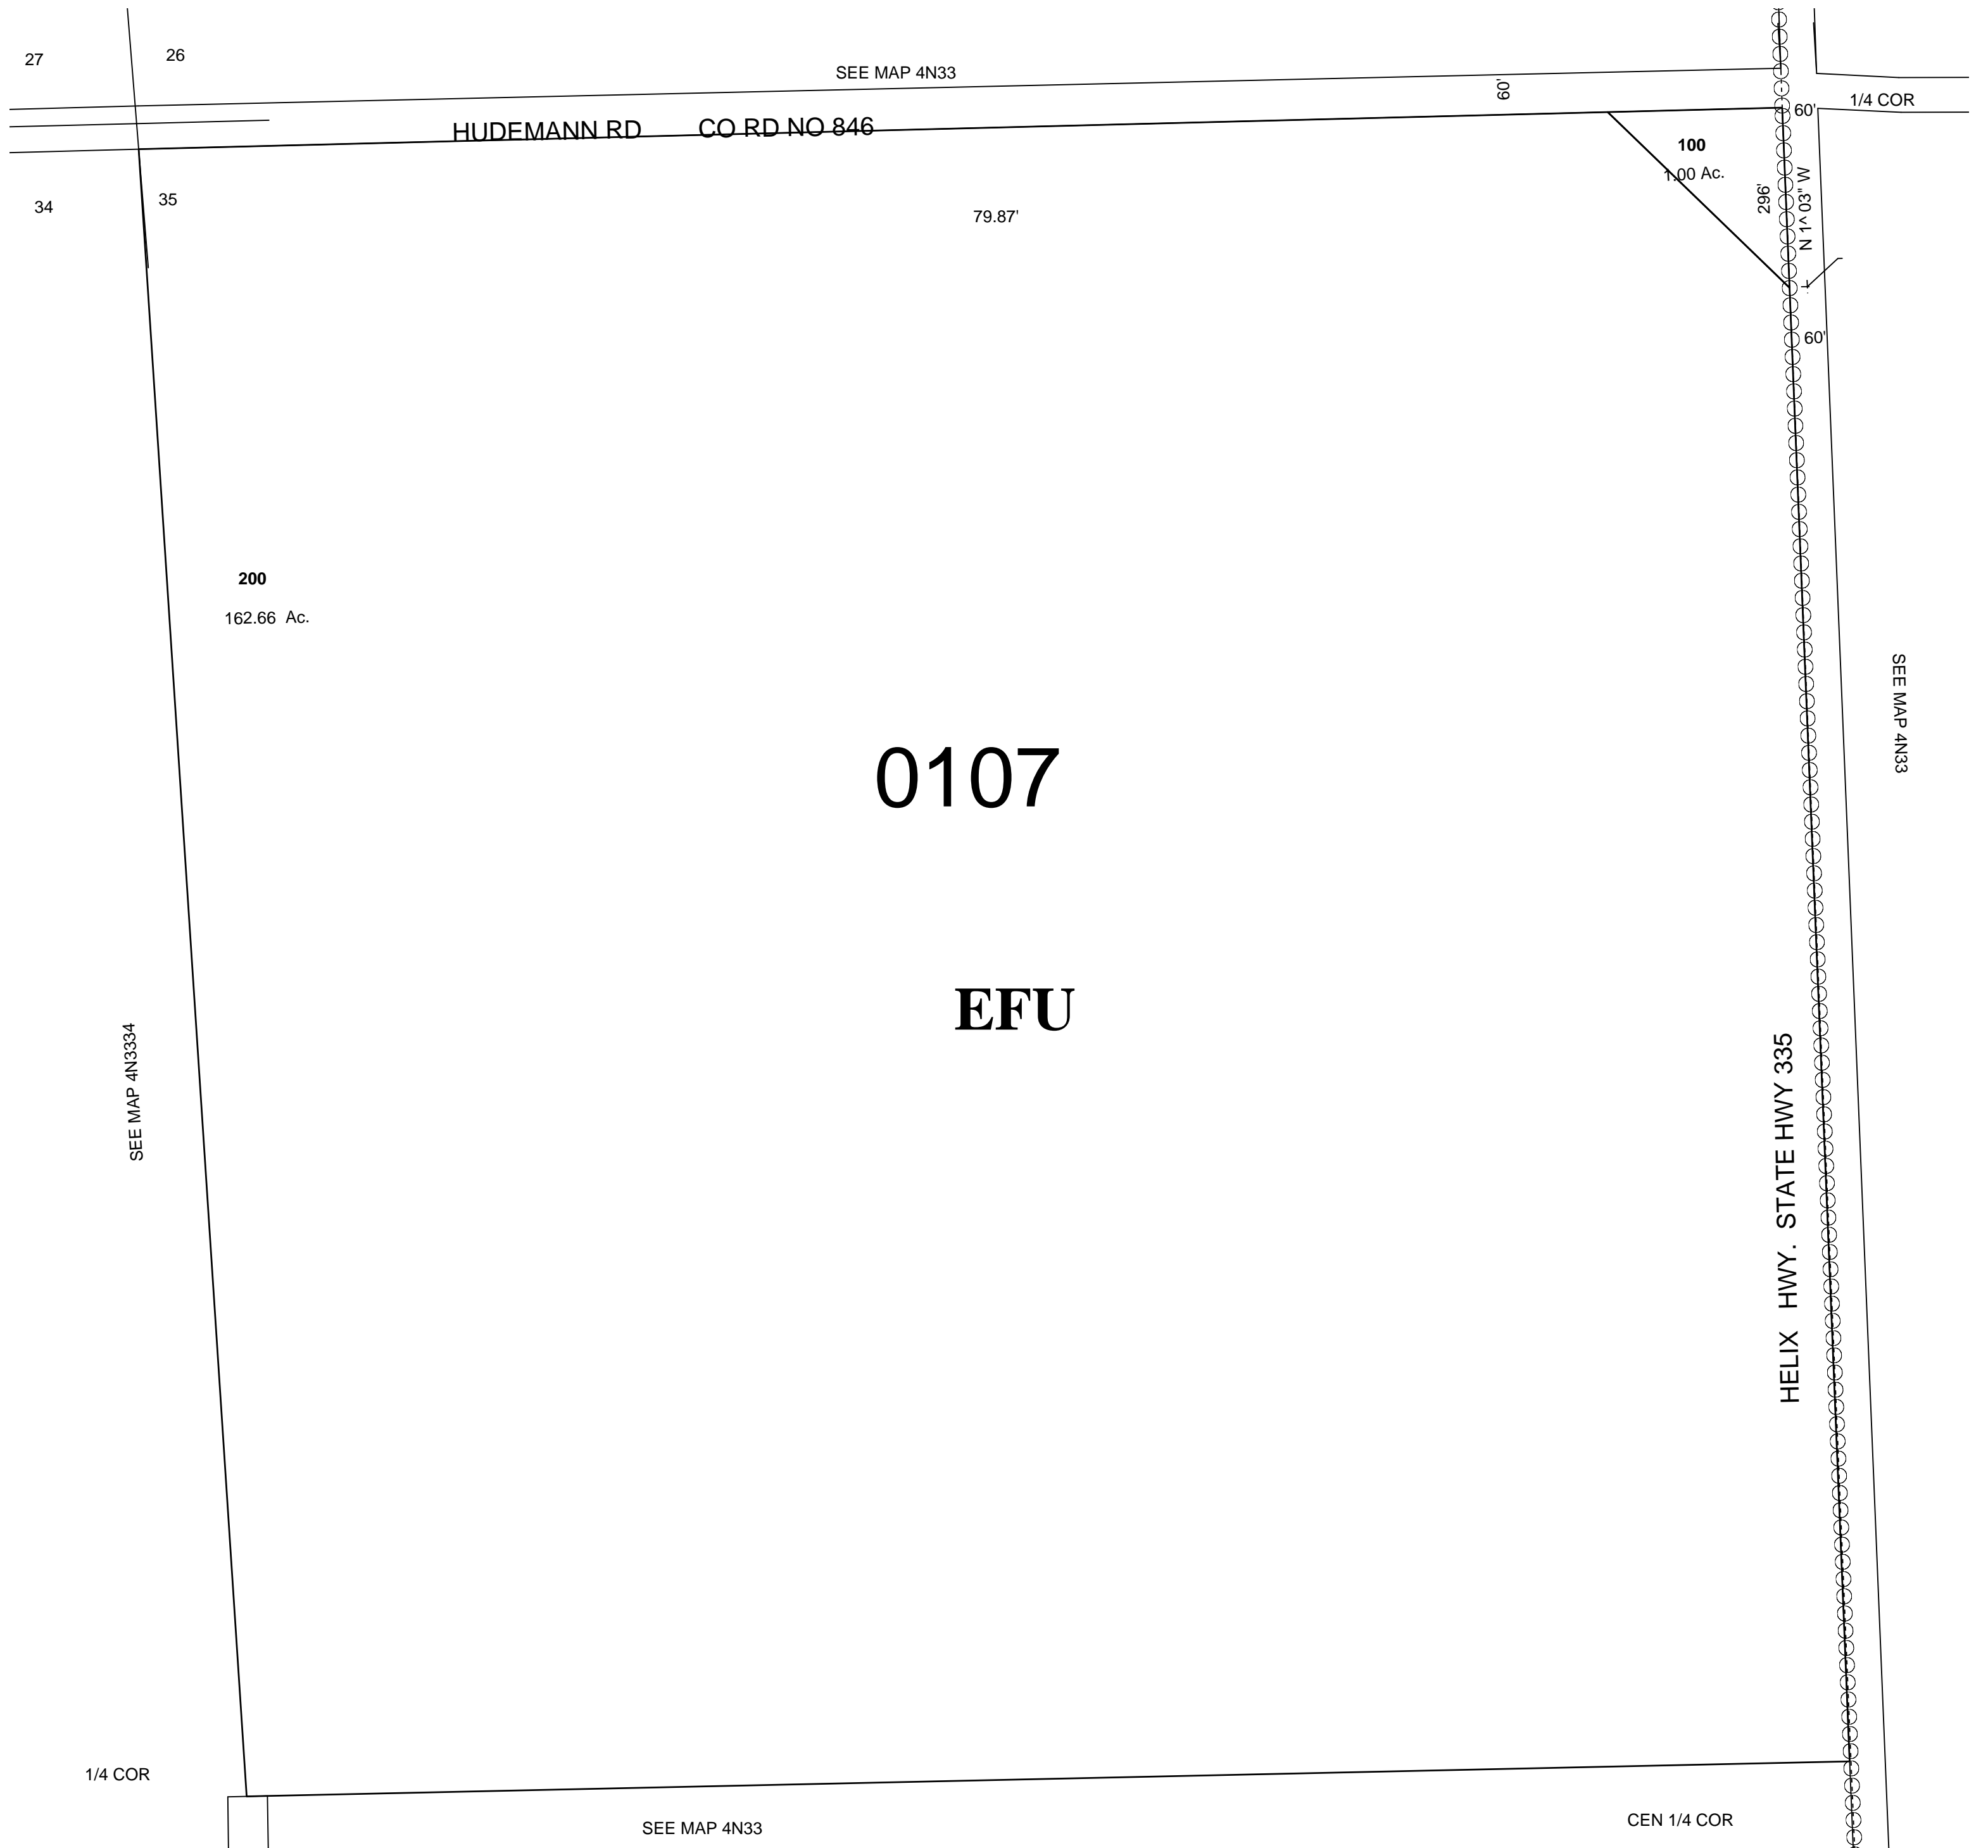 27
26
SEE MAP 4N33
60'
1/4 COR
60'
HUDEMANN RD CO RD NO 846
100
1.00 Ac.
296'
N 1^ 03" W
34
35
79.87'
60'
200
162.66 Ac.
SEE MAP 4N33
0107
EFU
SEE MAP 4N3334
HELIX HWY. STATE HWY 335
1/4 COR
SEE MAP 4N33
CEN 1/4 COR